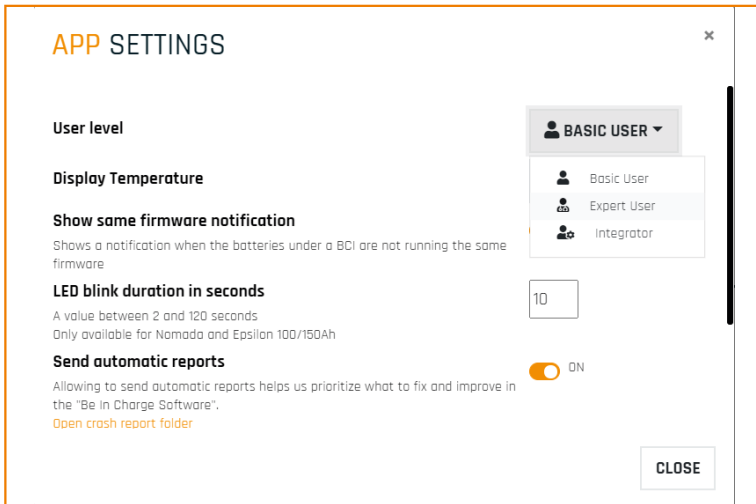 APP SETTINGS
×
User level
BASIC USER
Basic User
Display Temperature
Expert User
Show same firmware notification
Integrator
Shows a notification when the batteries under a BCI are not running the same
firmware
LED blink duration in seconds
10
A value between 2 and 120 seconds
Only available for Nomada and Epsilon 100/150Ah
Send automatic reports
ON
Allowing to send automatic reports helps us prioritize what to fix and improve in
the "Be In Charge Software".
Open crash report folder
CLOSE